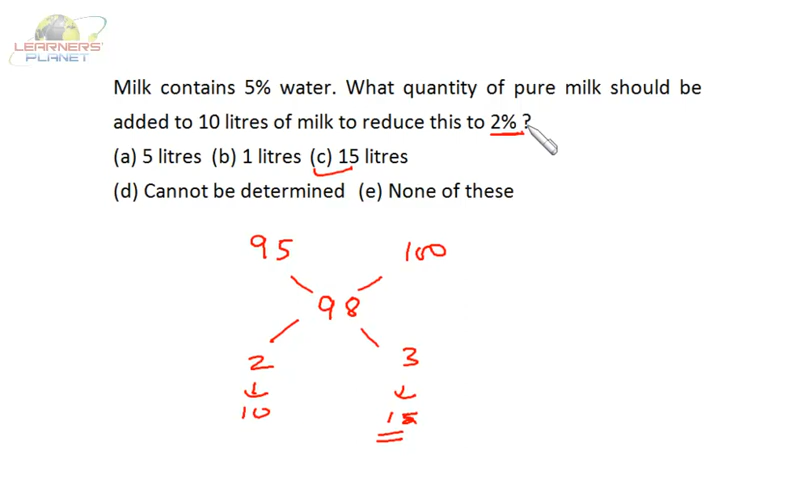 LEARNERS'
PLANET
Milk contains 5% water. What quantity of pure milk should be
added to 10 litres of milk to reduce this to 2% ?
(a) 5 litres (b) 1 litres (c) 15 litres
(d) Cannot be determined (e) None of these
95 100
98
2 3
↓ ↓
10 15